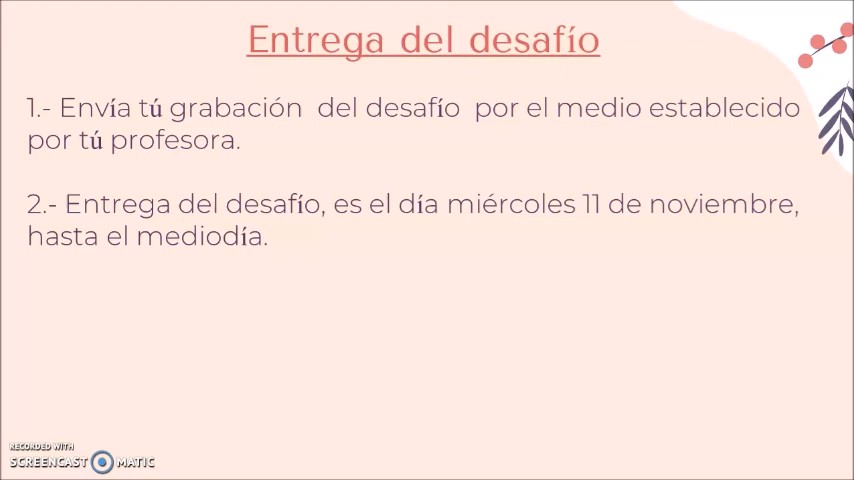 Entrega del desafío
1.- Envía tú grabación del desafío por el medio establecido
por tú profesora.
2.- Entrega del desafío, es el día miércoles 11 de noviembre,
hasta el mediodía.
RECORDED WITH
SCREENCAST MATIC